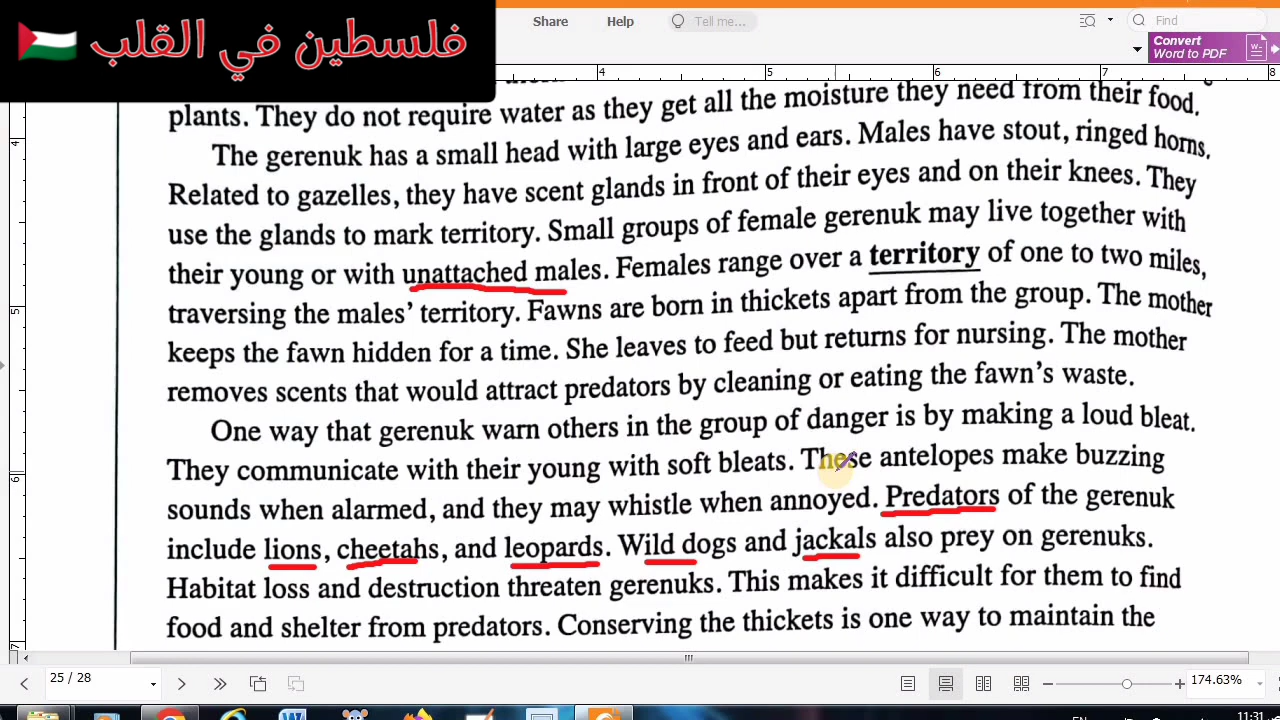 فلسطين في القلب
Share Help Tell me... Find
Convert
Word to PDF
4 5 6 7 8
plants. They do not require water as they get all the moisture they need from their food.
The gerenuk has a small head with large eyes and ears. Males have stout, ringed horns.
Related to gazelles, they have scent glands in front of their eyes and on their knees. They
use the glands to mark territory. Small groups of female gerenuk may live together with
their young or with unattached males. Females range over a territory of one to two miles,
traversing the males' territory. Fawns are born in thickets apart from the group. The mother
keeps the fawn hidden for a time. She leaves to feed but returns for nursing. The mother
removes scents that would attract predators by cleaning or eating the fawn's waste.
One way that gerenuk warn others in the group of danger is by making a loud bleat.
They communicate with their young with soft bleats. These antelopes make buzzing
sounds when alarmed, and they may whistle when annoyed. Predators of the gerenuk
include lions, cheetahs, and leopards. Wild dogs and jackals also prey on gerenuks.
Habitat loss and destruction threaten gerenuks. This makes it difficult for them to find
food and shelter from predators. Conserving the thickets is one way to maintain the
25 / 28 174.63%
EN 11:31